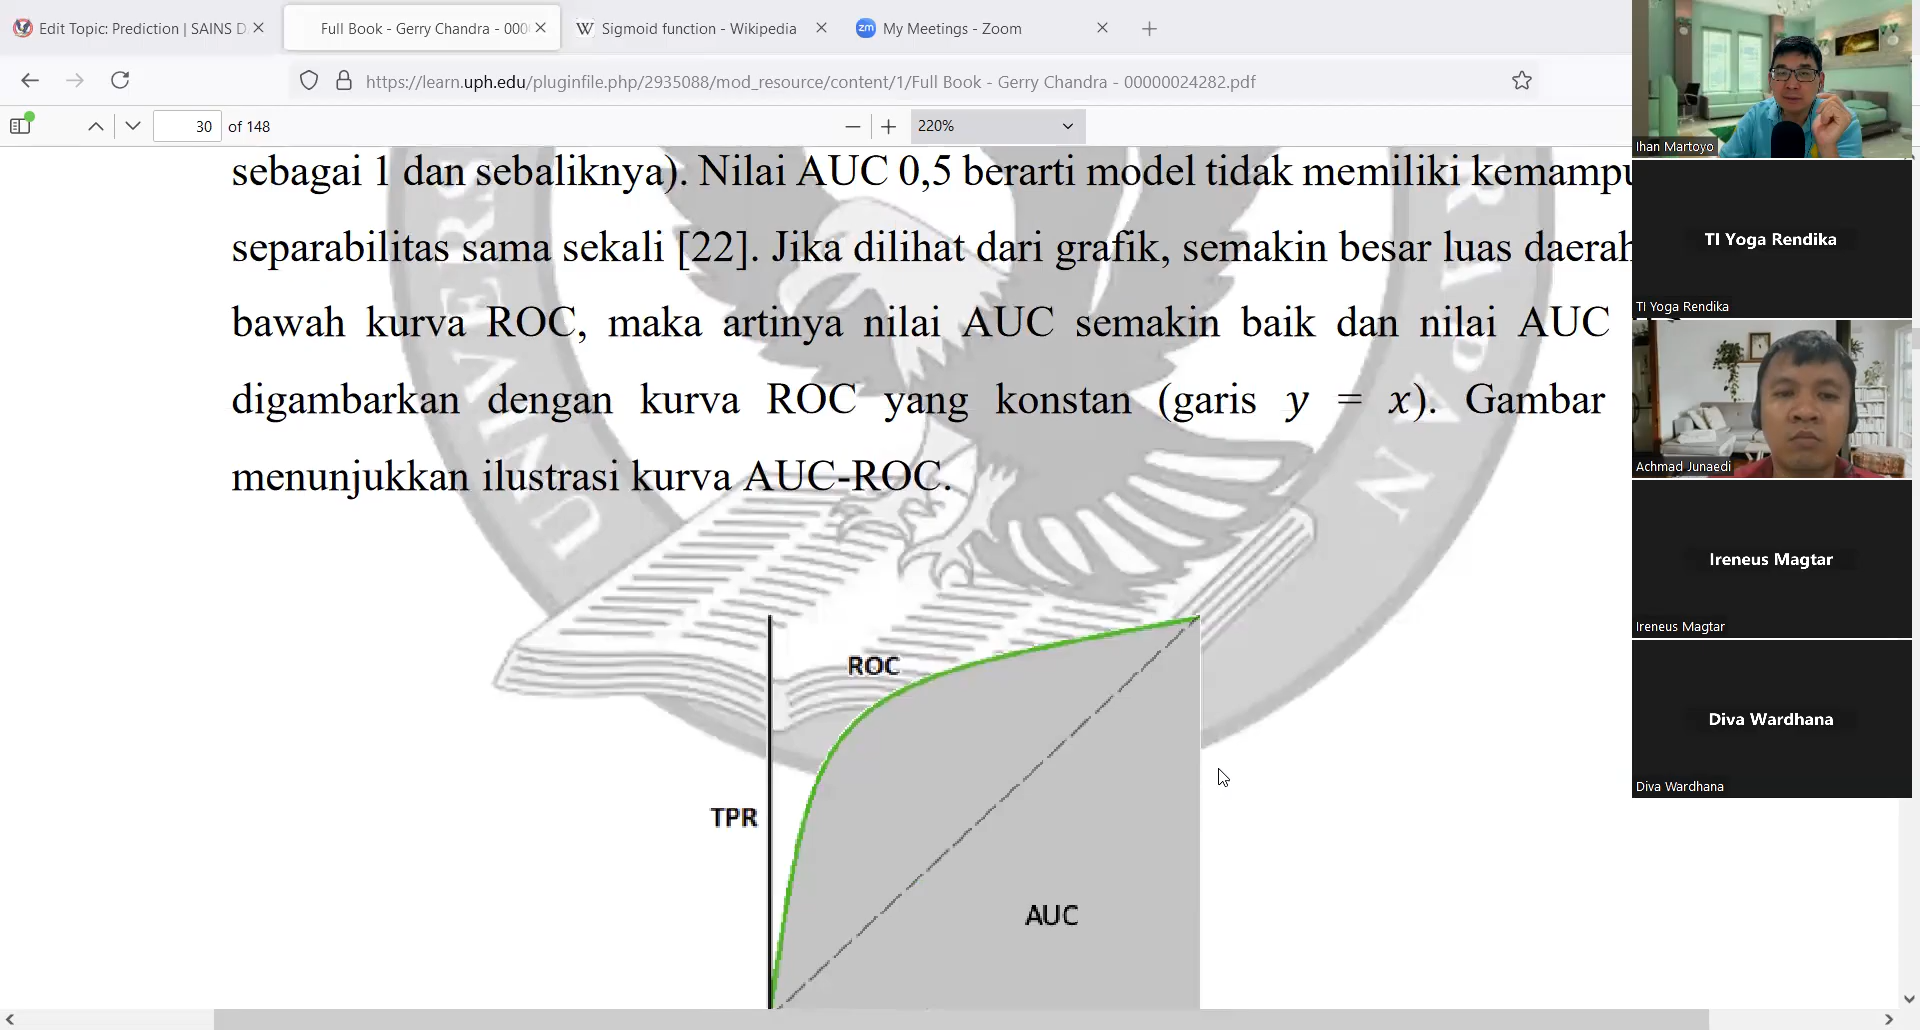 Edit Topic: Prediction | SAINS D
Full Book - Gerry Chandra - 000
Sigmoid function - Wikipedia
zm My Meetings - Zoom
https://learn.uph.edu/pluginfile.php/2935088/mod_resource/content/1/Full Book - Gerry Chandra - 00000024282.pdf
30 of 148
220%
sebagai 1 dan sebaliknya). Nilai AUC 0,5 berarti model tidak memiliki kemampu
separabilitas sama sekali [22]. Jika dilihat dari grafik, semakin besar luas daerah
bawah kurva ROC, maka artinya nilai AUC semakin baik dan nilai AUC
digambarkan dengan kurva ROC yang konstan (garis y = x). Gambar
menunjukkan ilustrasi kurva AUC-ROC.
UNIVERS
RADAN
ROC
TPR
AUC
Ihan Martoyo
TI Yoga Rendika
TI Yoga Rendika
Achmad Junaedi
Ireneus Magtar
Ireneus Magtar
Diva Wardhana
Diva Wardhana